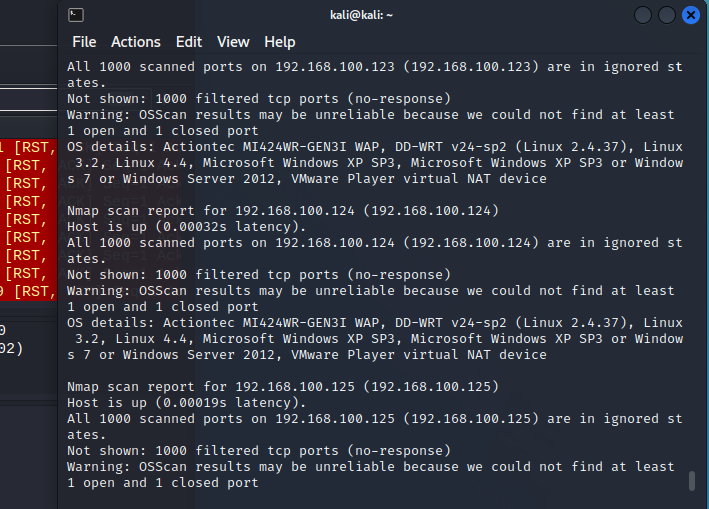 kali@kali: ~
File Actions Edit View Help
All 1000 scanned ports on 192.168.100.123 (192.168.100.123) are in ignored st
ates.
Not shown: 1000 filtered tcp ports (no-response)
Warning: OSScan results may be unreliable because we could not find at least
1 open and 1 closed port
OS details: Actiontec MI424WR-GEN3I WAP, DD-WRT v24-sp2 (Linux 2.4.37), Linux
3.2, Linux 4.4, Microsoft Windows XP SP3, Microsoft Windows XP SP3 or Window
s 7 or Windows Server 2012, VMware Player virtual NAT device
Nmap scan report for 192.168.100.124 (192.168.100.124)
Host is up (0.00032s latency).
All 1000 scanned ports on 192.168.100.124 (192.168.100.124) are in ignored st
ates.
Not shown: 1000 filtered tcp ports (no-response)
Warning: OSScan results may be unreliable because we could not find at least
1 open and 1 closed port
OS details: Actiontec MI424WR-GEN3I WAP, DD-WRT v24-sp2 (Linux 2.4.37), Linux
3.2, Linux 4.4, Microsoft Windows XP SP3, Microsoft Windows XP SP3 or Window
s 7 or Windows Server 2012, VMware Player virtual NAT device
Nmap scan report for 192.168.100.125 (192.168.100.125)
Host is up (0.00019s latency).
All 1000 scanned ports on 192.168.100.125 (192.168.100.125) are in ignored st
ates.
Not shown: 1000 filtered tcp ports (no-response)
Warning: OSScan results may be unreliable because we could not find at least
1 open and 1 closed port
1 [RST,
[RST,
[RST,
1 [RST,
[RST,
[RST,
[RST,
[RST,
9 [RST,
0
02)